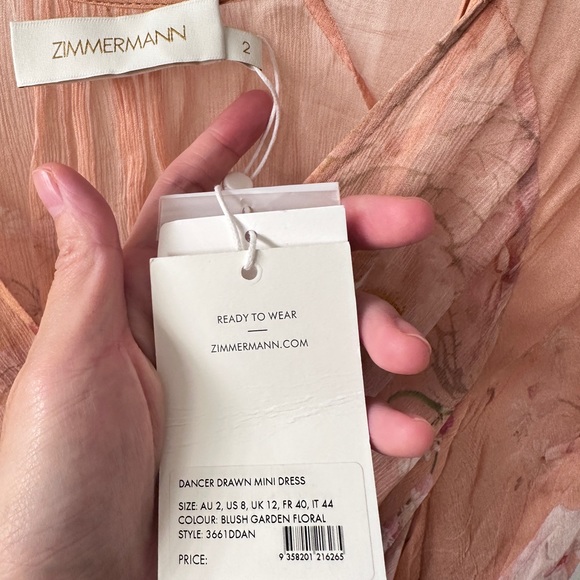 ZIMMERMANN
2
READY TO WEAR
ZIMMERMANN.COM
DANCER DRAWN MINI DRESS
SIZE: AU 2, US 8, UK 12, FR 40, IT 44
COLOUR: BLUSH GARDEN FLORAL
STYLE: 3661DDAN
PRICE:
9 358201 216265